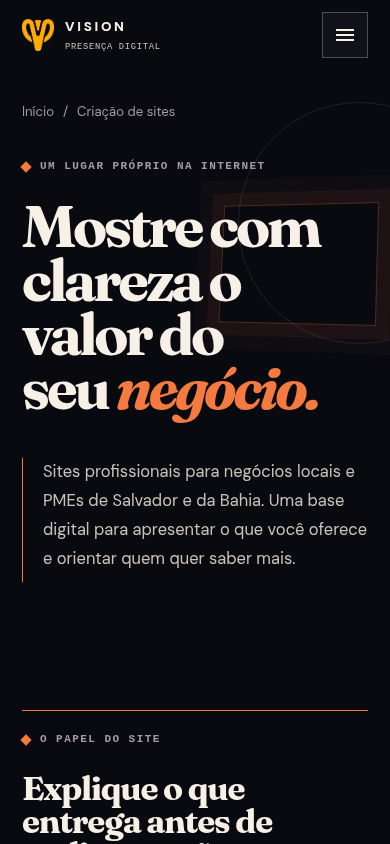 VISION
PRESENÇA DIGITAL
Início / Criação de sites
UM LUGAR PRÓPRIO NA INTERNET
Mostre com
clareza o
valor do
seu negócio.
Sites profissionais para negócios locais e
PMEs de Salvador e da Bahia. Uma base
digital para apresentar o que você oferece
e orientar quem quer saber mais.
O PAPEL DO SITE
Explique o que
entrega antes de